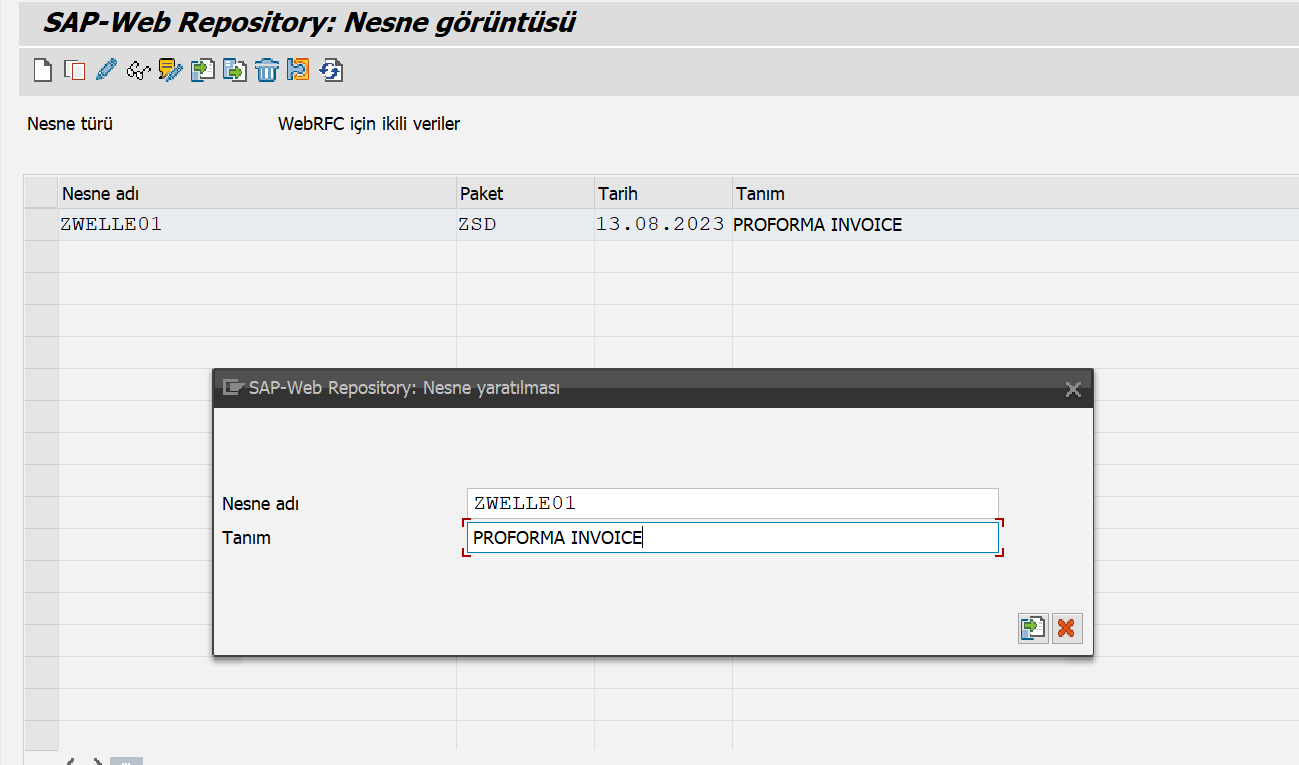 SAP-Web Repository: Nesne görüntüsü
Nesne türü WebRFC için ikili veriler
Nesne adı Paket Tarih Tanım
ZWELLE01 ZSD 13.08.2023 PROFORMA INVOICE
SAP-Web Repository: Nesne yaratılması
Nesne adı ZWELLE01
Tanım PROFORMA INVOICE